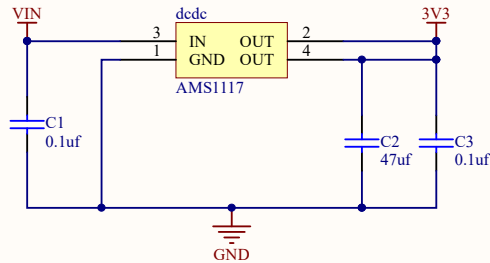 VIN dcdc 3V3
3 IN OUT 2
1 GND OUT 4
AMS1117
C1 C2 C3
0.1uf 47uf 0.1uf
GND